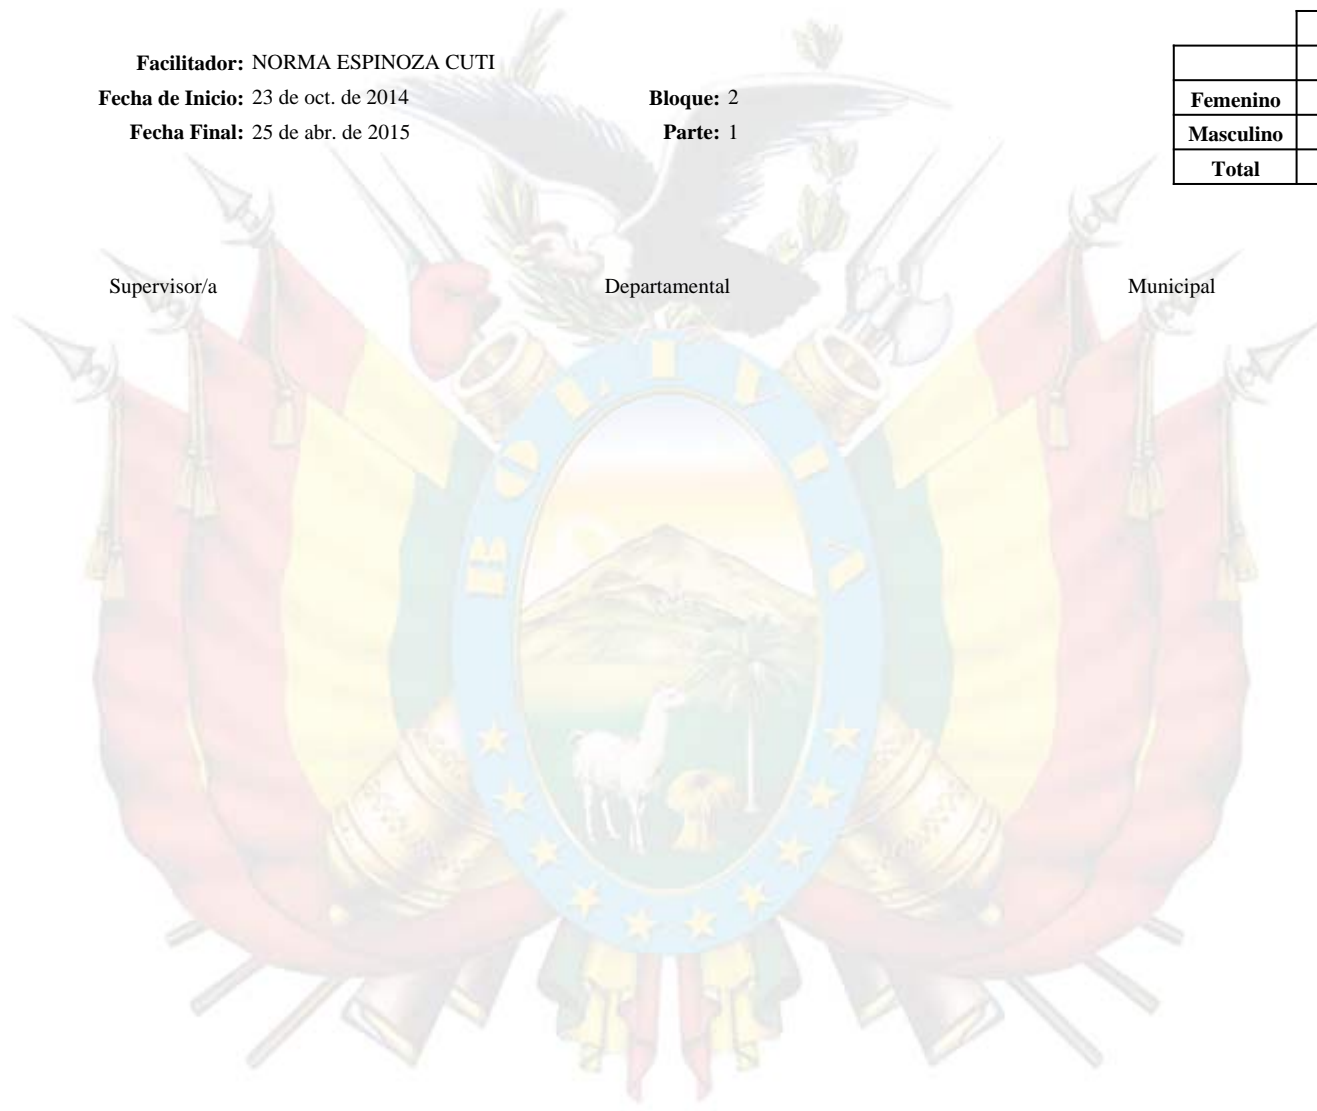 Facilitador: NORMA ESPINOZA CUTI
Fecha de Inicio: 23 de oct. de 2014 Bloque: 2
Fecha Final: 25 de abr. de 2015 Parte: 1
Femenino
Masculino
Total
Supervisor/a Departamental Municipal
BOLIVIA